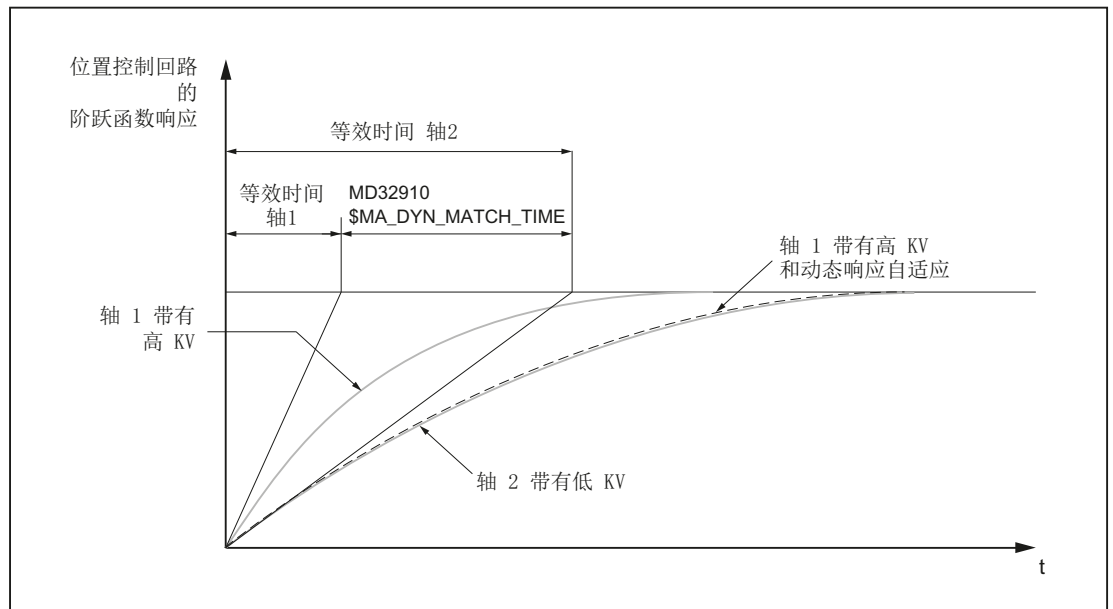 位置控制回路
的
阶跃函数响应
等效时间 轴2
等效时间
轴1
MD32910
$MA_DYN_MATCH_TIME
轴 1 带有高 KV
和动态响应自适应
轴 1 带有
高 KV
轴 2 带有低 KV
t